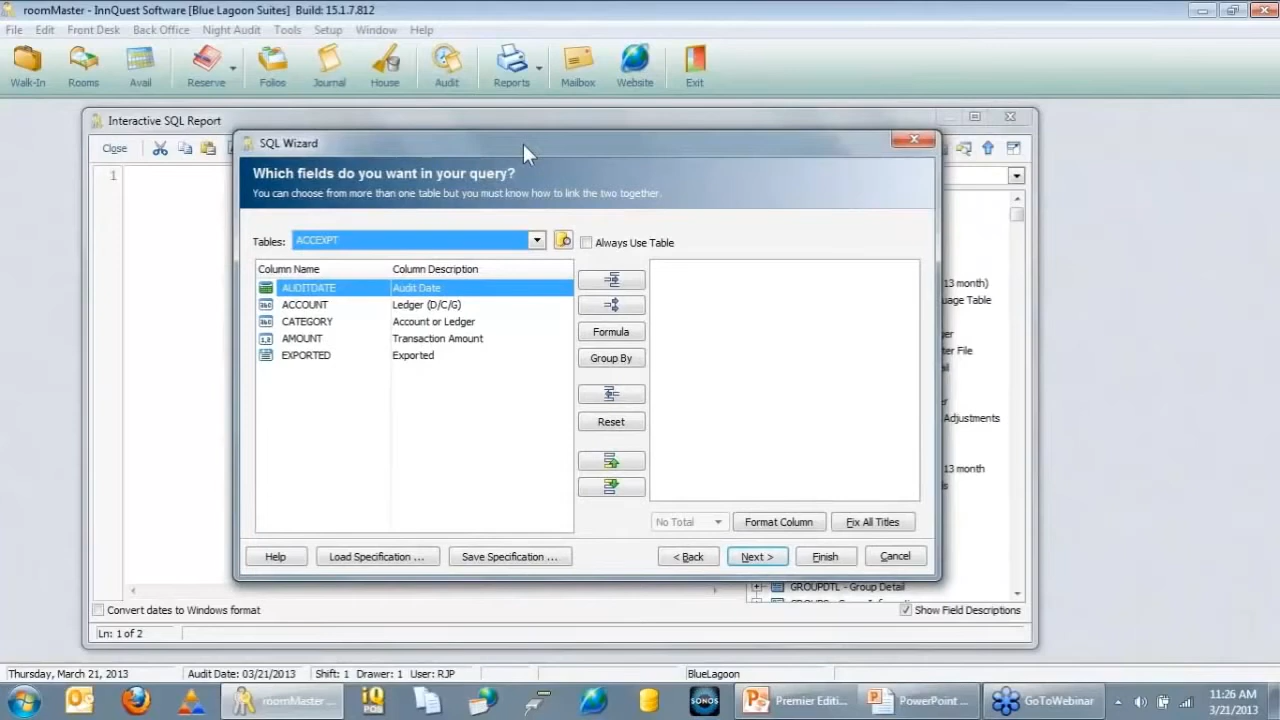 roomMaster - InnQuest Software [Blue Lagoon Suites] Build: 15.1.7.812
File Edit Front Desk Back Office Night Audit Tools Setup Window Help
Walk-In Rooms Avail Reserve Folios Journal House Audit Reports Mailbox Website Exit
Interactive SQL Report
Close
1
SQL Wizard
Which fields do you want in your query?
You can choose from more than one table but you must know how to link the two together.
Tables: ACCEXPT Always Use Table
Column Name Column Description
AUDITDATE Audit Date
ACCOUNT Ledger (D/C/G)
CATEGORY Account or Ledger
AMOUNT Transaction Amount
EXPORTED Exported
Formula
Group By
Reset
No Total Format Column Fix All Titles
Help Load Specification ... Save Specification ... < Back Next > Finish Cancel
13 month)
uage Table
er File
Adjustments
13 month
GROUPDTL - Group Detail
Convert dates to Windows format Show Field Descriptions
Ln: 1 of 2
Thursday, March 21, 2013 Audit Date: 03/21/2013 Shift: 1 Drawer: 1 User: RJP BlueLagoon
roomMaster ... iQ POS SONOS Premier Editi... PowerPoint ... GoToWebinar 11:26 AM
3/21/2013